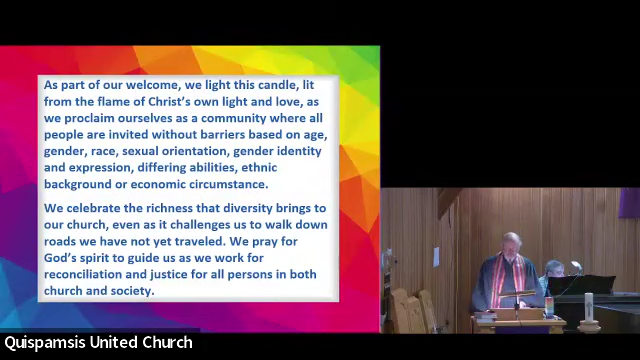 As part of our welcome, we light this candle, lit
from the flame of Christ's own light and love, as
we proclaim ourselves as a community where all
people are invited without barriers based on age,
gender, race, sexual orientation, gender identity
and expression, differing abilities, ethnic
background or economic circumstance.
We celebrate the richness that diversity brings to
our church, even as it challenges us to walk down
roads we have not yet traveled. We pray for
God's spirit to guide us as we work for
reconciliation and justice for all persons in both
church and society.
Quispamsis United Church